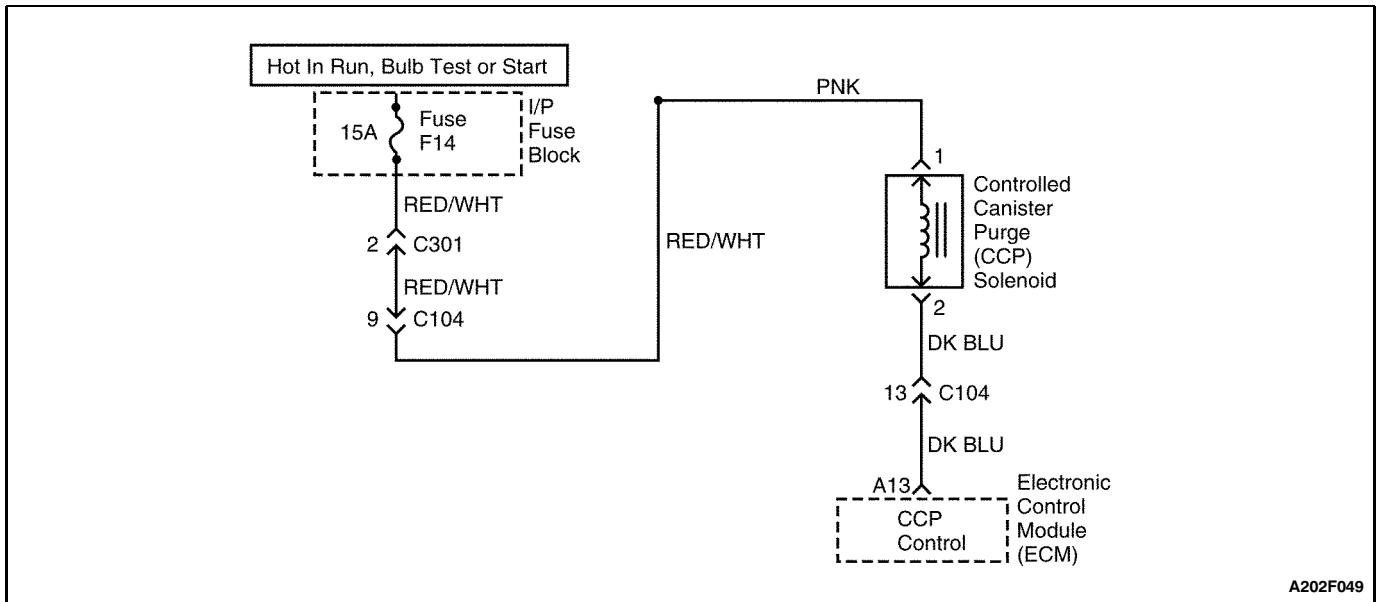 Hot In Run, Bulb Test or Start
15A
Fuse
F14
I/P
Fuse
Block
RED/WHT
2 C301
RED/WHT
9 C104
RED/WHT
PNK
1
Controlled
Canister
Purge
(CCP)
Solenoid
2
DK BLU
13 C104
DK BLU
A13
CCP
Control
Electronic
Control
Module
(ECM)
A202F049